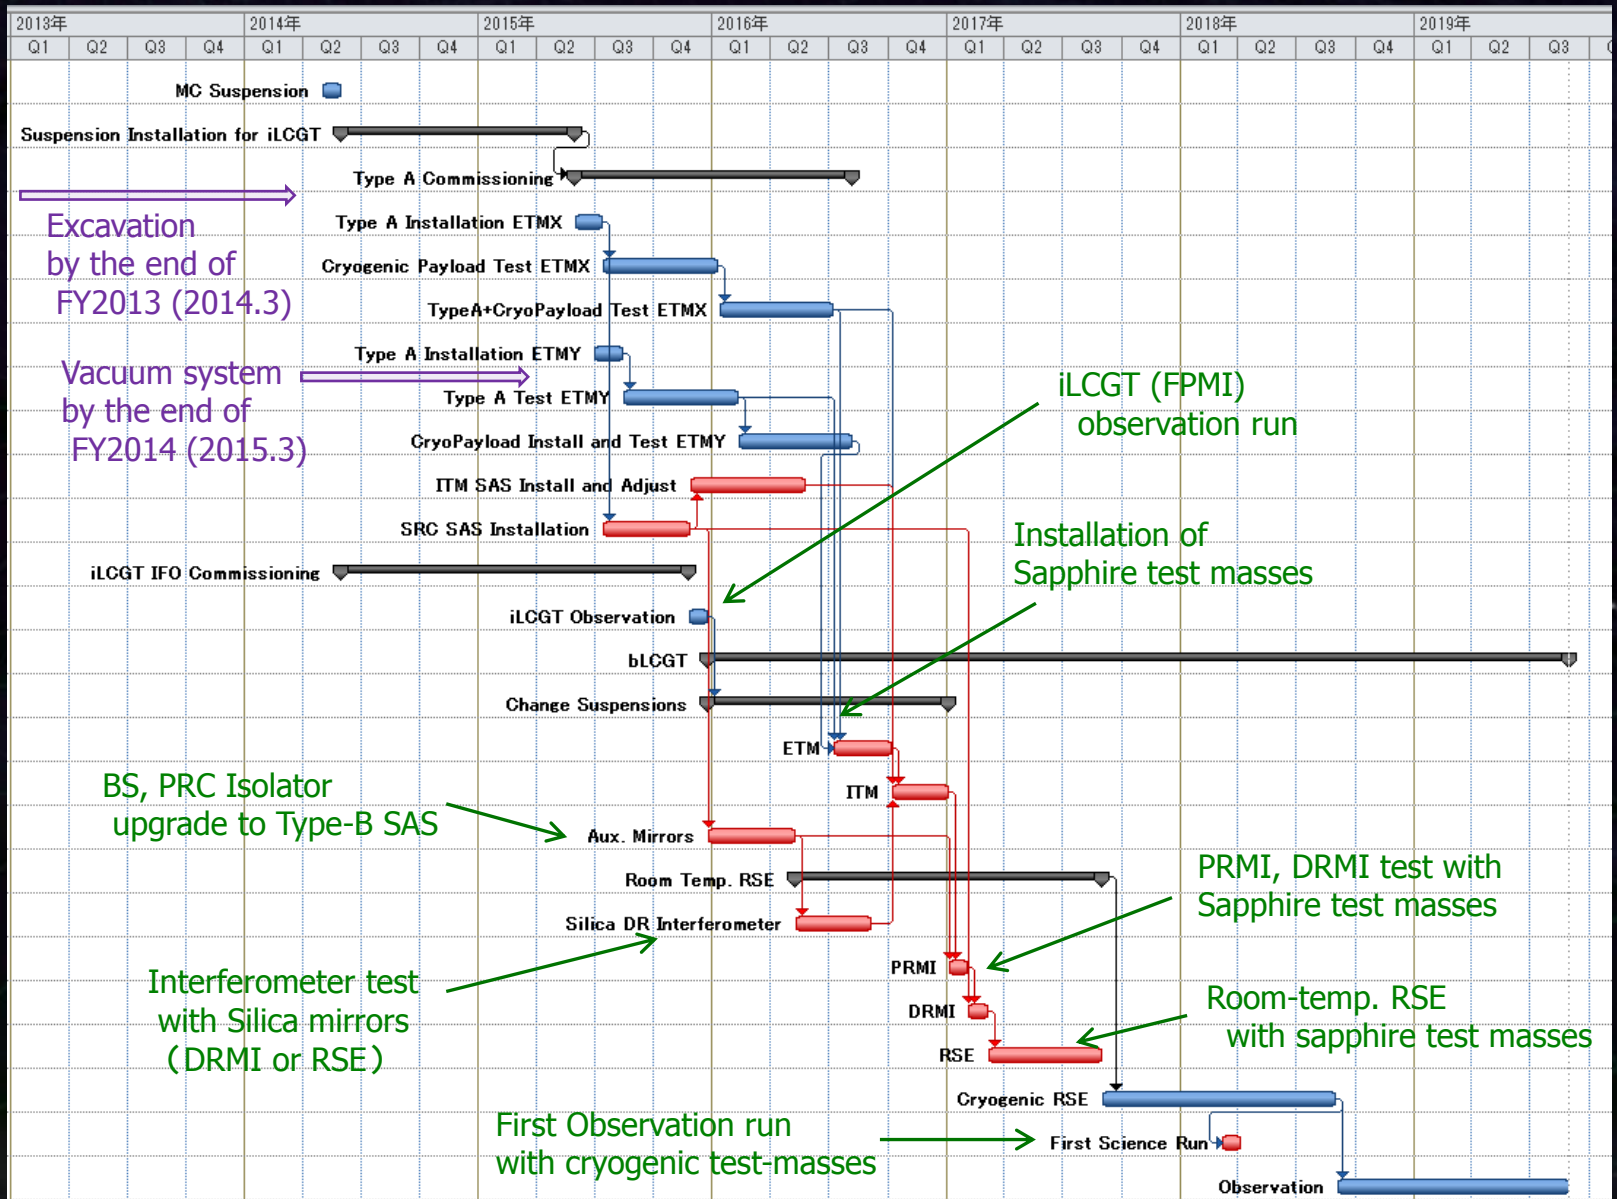 2013年 2014年 2015年 2016年 2017年 2018年 2019年
Q1 Q2 Q3 Q4 Q1 Q2 Q3 Q4 Q1 Q2 Q3 Q4 Q1 Q2 Q3 Q4 Q1 Q2 Q3 Q4 Q1 Q2 Q3 Q4 Q1 Q2 Q3
MC Suspension
Suspension Installation for iLCGT
Type A Commissioning
Excavation
by the end of
FY2013 (2014.3)
Type A Installation ETMX
Cryogenic Payload Test ETMX
TypeA+CryoPayload Test ETMX
Type A Installation ETMY
Vacuum system
by the end of
FY2014 (2015.3)
Type A Test ETMY
CryoPayload Install and Test ETMY
iLCGT (FPMI)
observation run
ITM SAS Install and Adjust
SRC SAS Installation
Installation of
Sapphire test masses
iLCGT IFO Commissioning
iLCGT Observation
bLCGT
Change Suspensions
ETM
ITM
BS, PRC Isolator
upgrade to Type-B SAS
Aux. Mirrors
Room Temp. RSE
PRMI, DRMI test with
Sapphire test masses
Silica DR Interferometer
PRMI
Interferometer test
with Silica mirrors
(DRMI or RSE)
DRMI
Room-temp. RSE
with sapphire test masses
RSE
Cryogenic RSE
First Observation run
with cryogenic test-masses
First Science Run
Observation